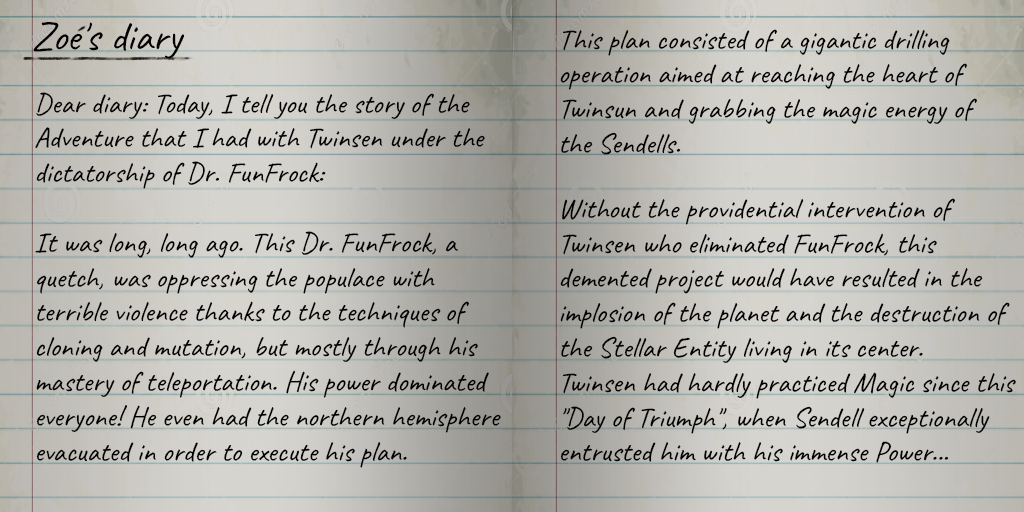 Zoé's diary
Dear diary: Today, I tell you the story of the
Adventure that I had with Twinsen under the
dictatorship of Dr. FunFrock:
It was long, long ago. This Dr. FunFrock, a
quetch, was oppressing the populace with
terrible violence thanks to the techniques of
cloning and mutation, but mostly through his
mastery of teleportation. His power dominated
everyone! He even had the northern hemisphere
evacuated in order to execute his plan.
This plan consisted of a gigantic drilling
operation aimed at reaching the heart of
Twinsun and grabbing the magic energy of
the Sendells.
Without the providential intervention of
Twinsen who eliminated FunFrock, this
demented project would have resulted in the
implosion of the planet and the destruction of
the Stellar Entity living in its center.
Twinsen had hardly practiced Magic since this
"Day of Triumph", when Sendell exceptionally
entrusted him with his immense Power...